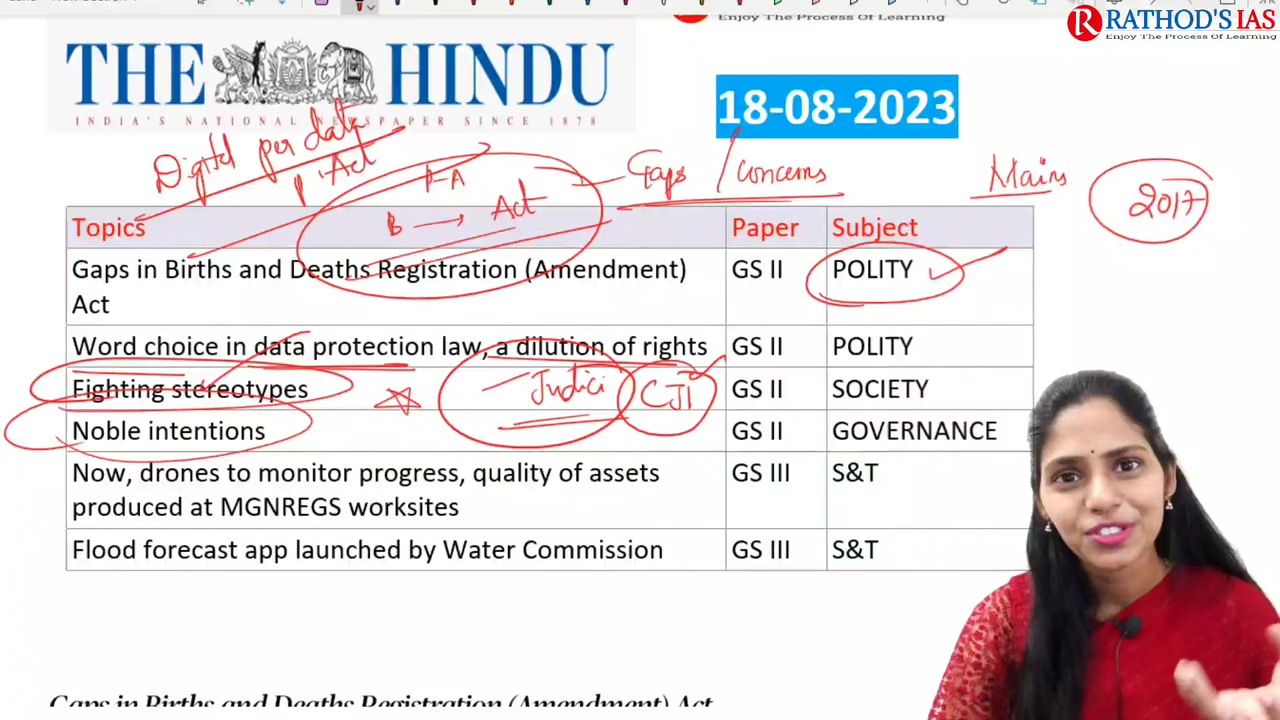 Enjoy The Process Of Learning
RATHOD'S IAS
Enjoy The Process Of Learning
THE HINDU
INDIA'S NATIONAL NEWSPAPER SINCE 1878
18-08-2023
Digital per data
P. Act
P-A
B → Act
Gaps / Concerns
Mains
2017
Topics Paper Subject
Gaps in Births and Deaths Registration (Amendment) GS II POLITY
Act
Word choice in data protection law, a dilution of rights GS II POLITY
Fighting stereotypes GS II SOCIETY
Judici
CJI
Noble intentions GS II GOVERNANCE
Now, drones to monitor progress, quality of assets GS III S&T
produced at MGNREGS worksites
Flood forecast app launched by Water Commission GS III S&T
Gaps in Births and Deaths Registration (Amendment) Act